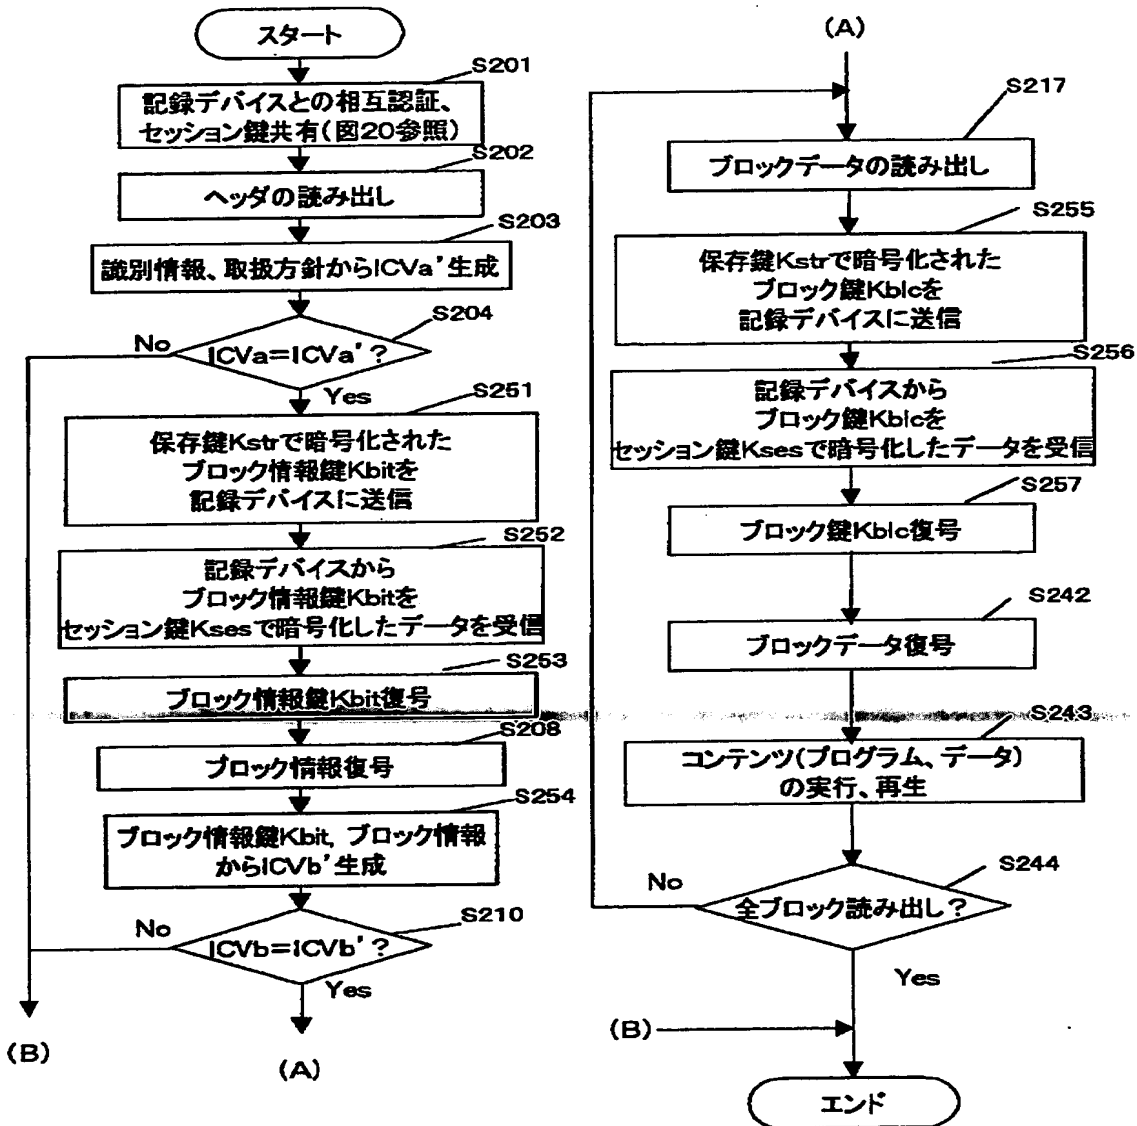 スタート
S201
記録デバイスとの相互認証、
セッション鍵共有(図20参照)
S202
ヘッダの読み出し
S203
識別情報、取扱方針からICVa'生成
S204
ICVa=ICVa'?
No
Yes
S251
保存鍵Kstrで暗号化された
ブロック情報鍵Kbitを
記録デバイスに送信
S252
記録デバイスから
ブロック情報鍵Kbitを
セッション鍵Ksesで暗号化したデータを受信
S253
ブロック情報鍵Kbit復号
S208
ブロック情報復号
S254
ブロック情報鍵Kbit, ブロック情報
からICVb'生成
S210
ICVb=ICVb'?
No
Yes
(B)
(A)
(A)
S217
ブロックデータの読み出し
S255
保存鍵Kstrで暗号化された
ブロック鍵Kblcを
記録デバイスに送信
S256
記録デバイスから
ブロック鍵Kblcを
セッション鍵Ksesで暗号化したデータを受信
S257
ブロック鍵Kblc復号
S242
ブロックデータ復号
S243
コンテンツ(プログラム、データ)
の実行、再生
S244
全ブロック読み出し?
No
Yes
(B)
エンド